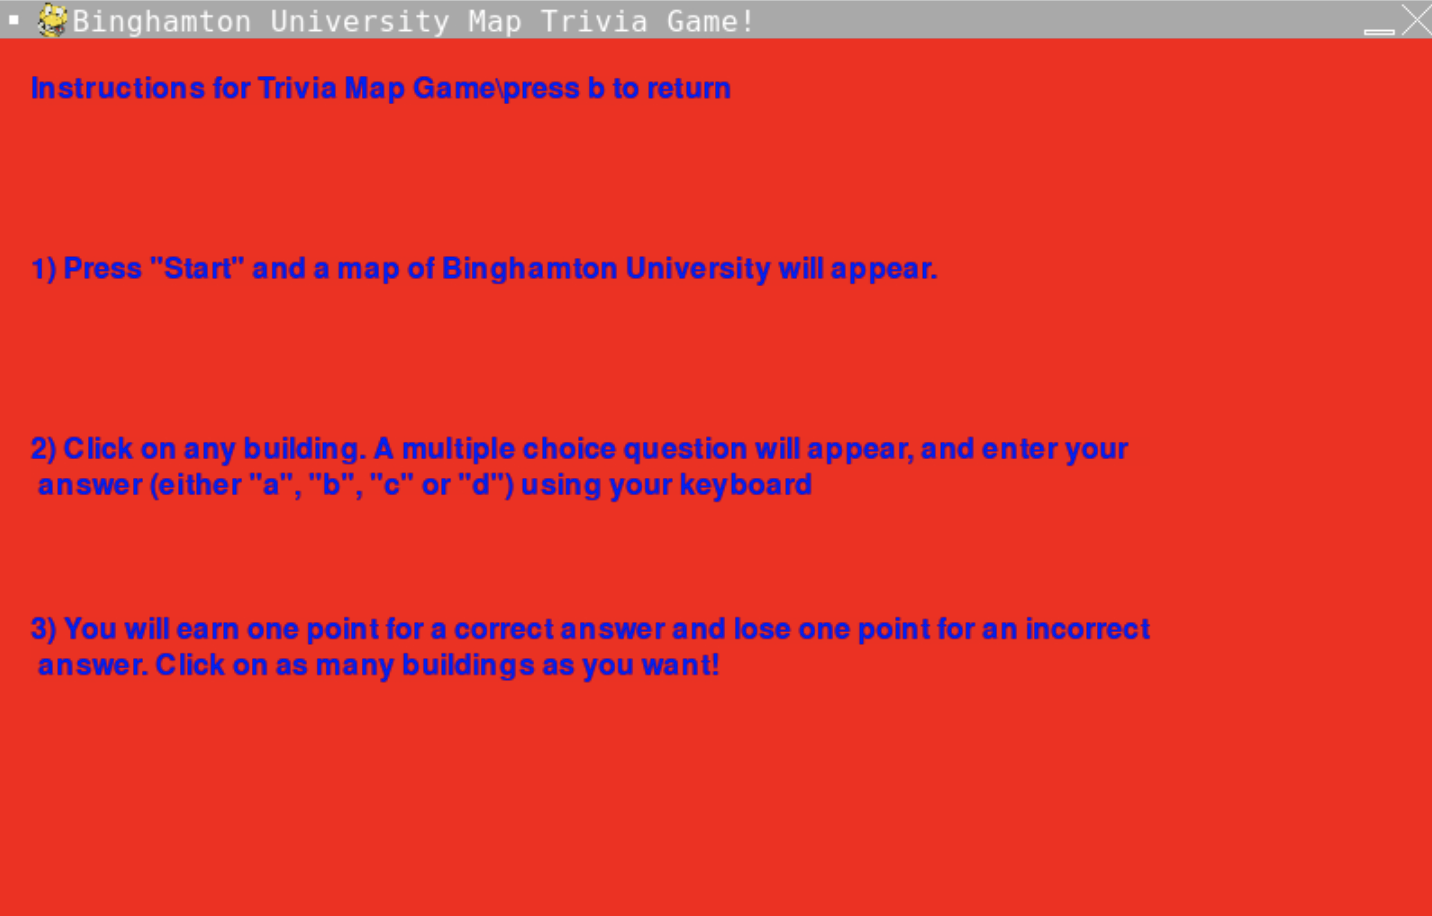 Binghamton University Map Trivia Game!
Instructions for Trivia Map Game\press b to return
1) Press "Start" and a map of Binghamton University will appear.
2) Click on any building. A multiple choice question will appear, and enter your
answer (either "a", "b", "c" or "d") using your keyboard
3) You will earn one point for a correct answer and lose one point for an incorrect
answer. Click on as many buildings as you want!